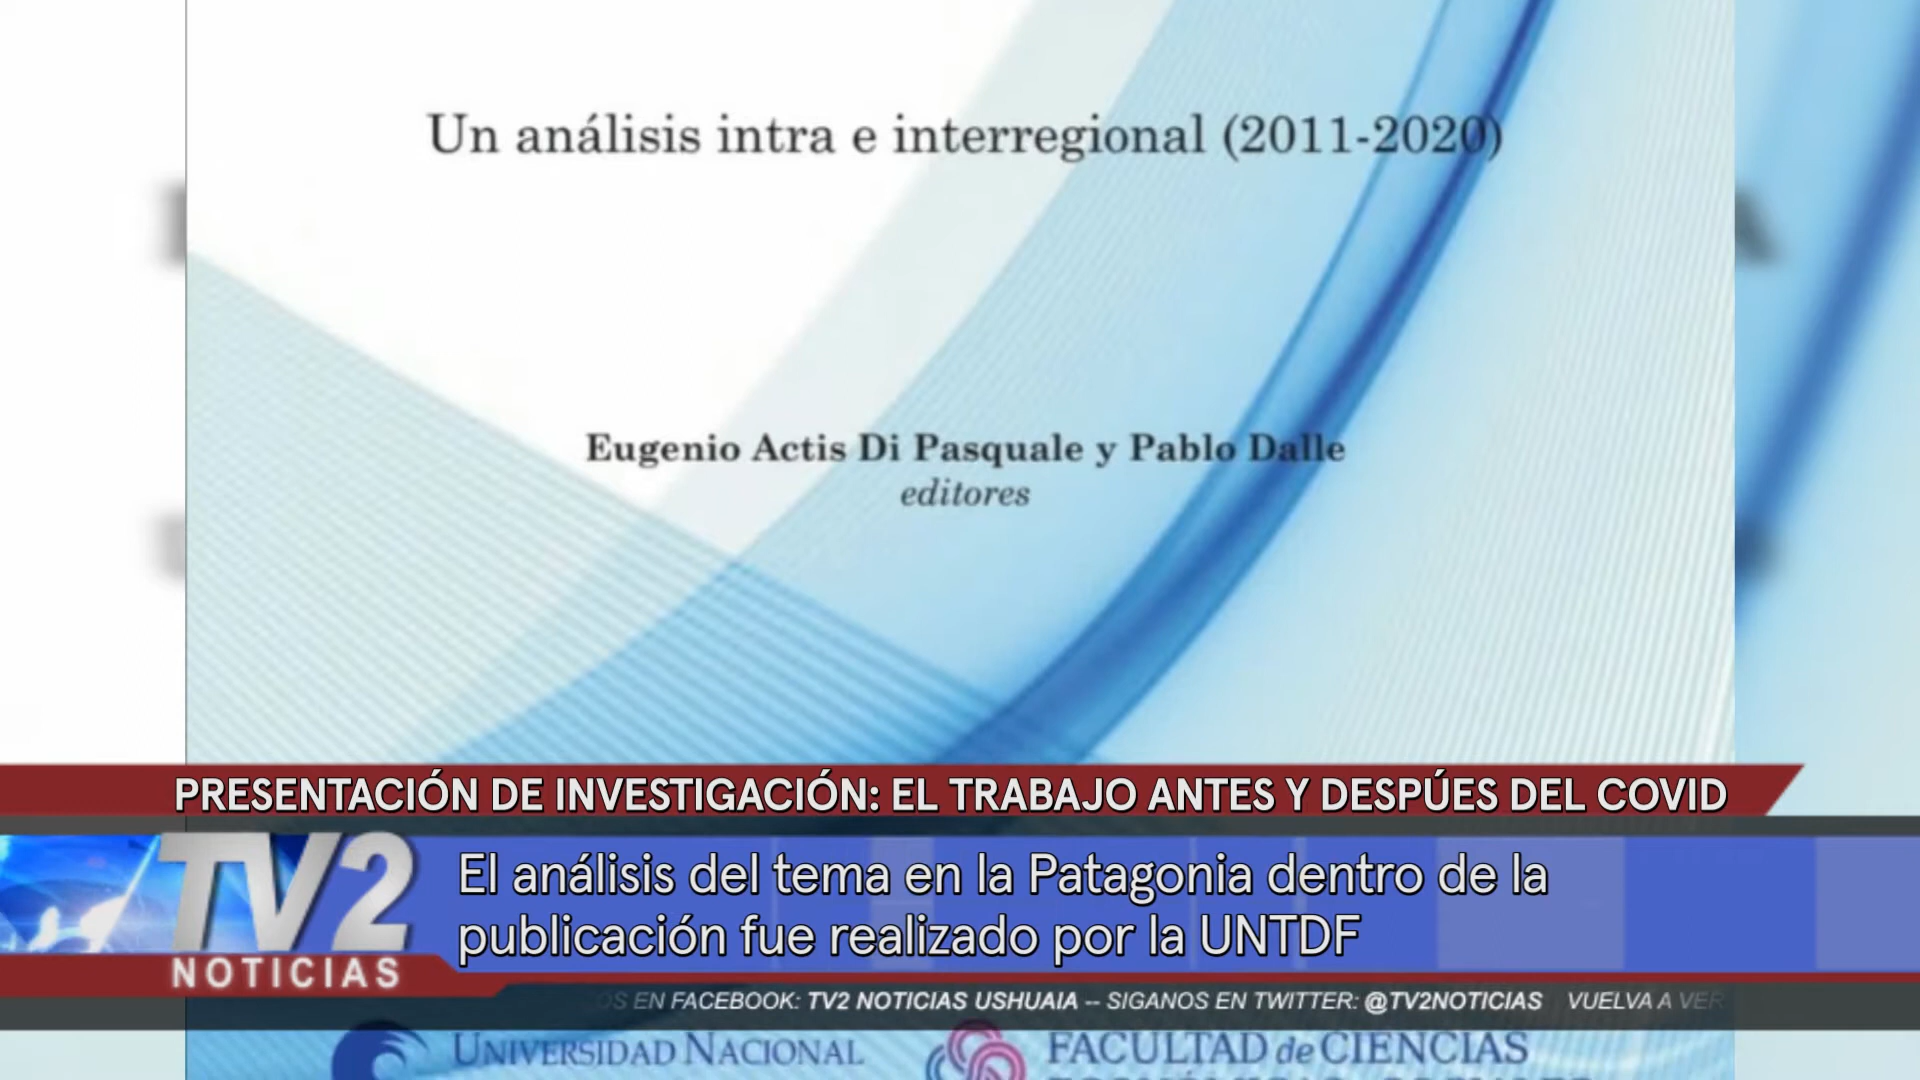 Un análisis intra e interregional (2011-2020)
Eugenio Actis Di Pasquale y Pablo Dalle
editores
PRESENTACIÓN DE INVESTIGACIÓN: EL TRABAJO ANTES Y DESPÚES DEL COVID
TV2
NOTICIAS
El análisis del tema en la Patagonia dentro de la
publicación fue realizado por la UNTDF
EN FACEBOOK: TV2 NOTICIAS USHUAIA -- SIGANOS EN TWITTER: @TV2NOTICIAS VUELVA A VER
UNIVERSIDAD NACIONAL
FACULTAD de CIENCIAS